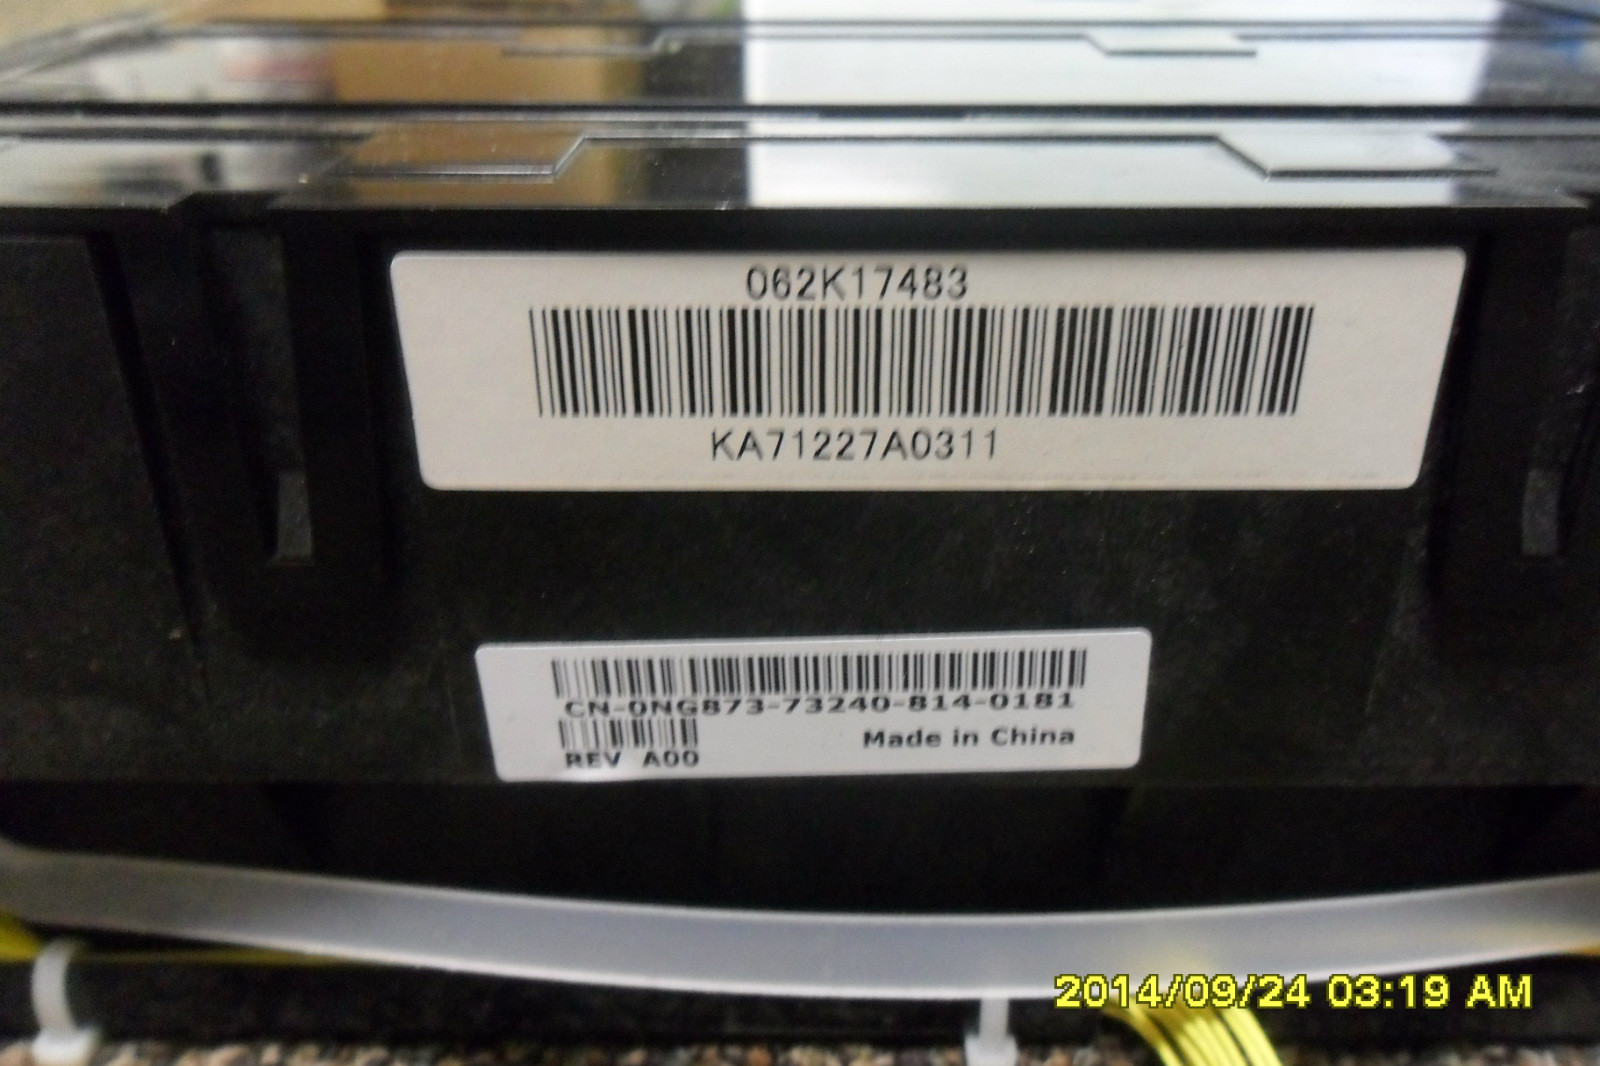 062K17483
KA71227A0311
CN-0NG873-73240-814-0181
Made in China
REV A00
2014/09/24 03:19 AM